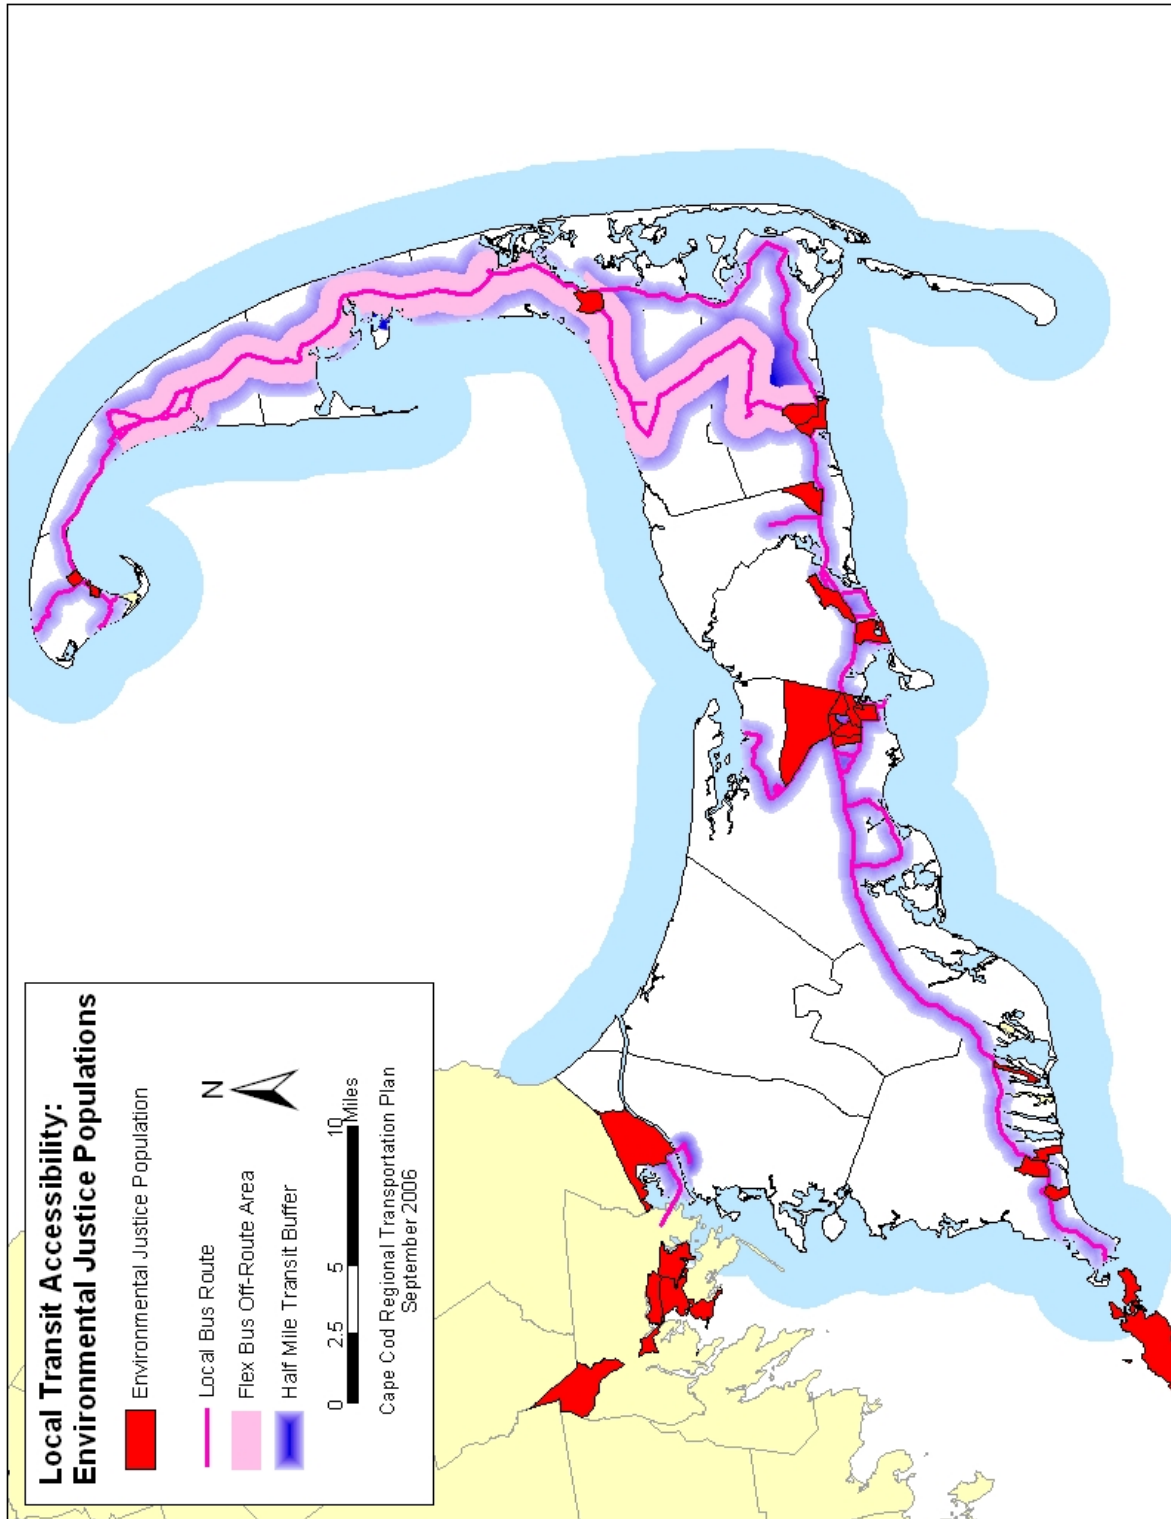 Local Transit Accessibility:
Environmental Justice Populations
Environmental Justice Population
Local Bus Route
Flex Bus Off-Route Area
Half Mile Transit Buffer
N
0 2.5 5 10
Miles
Cape Cod Regional Transportation Plan
September 2006